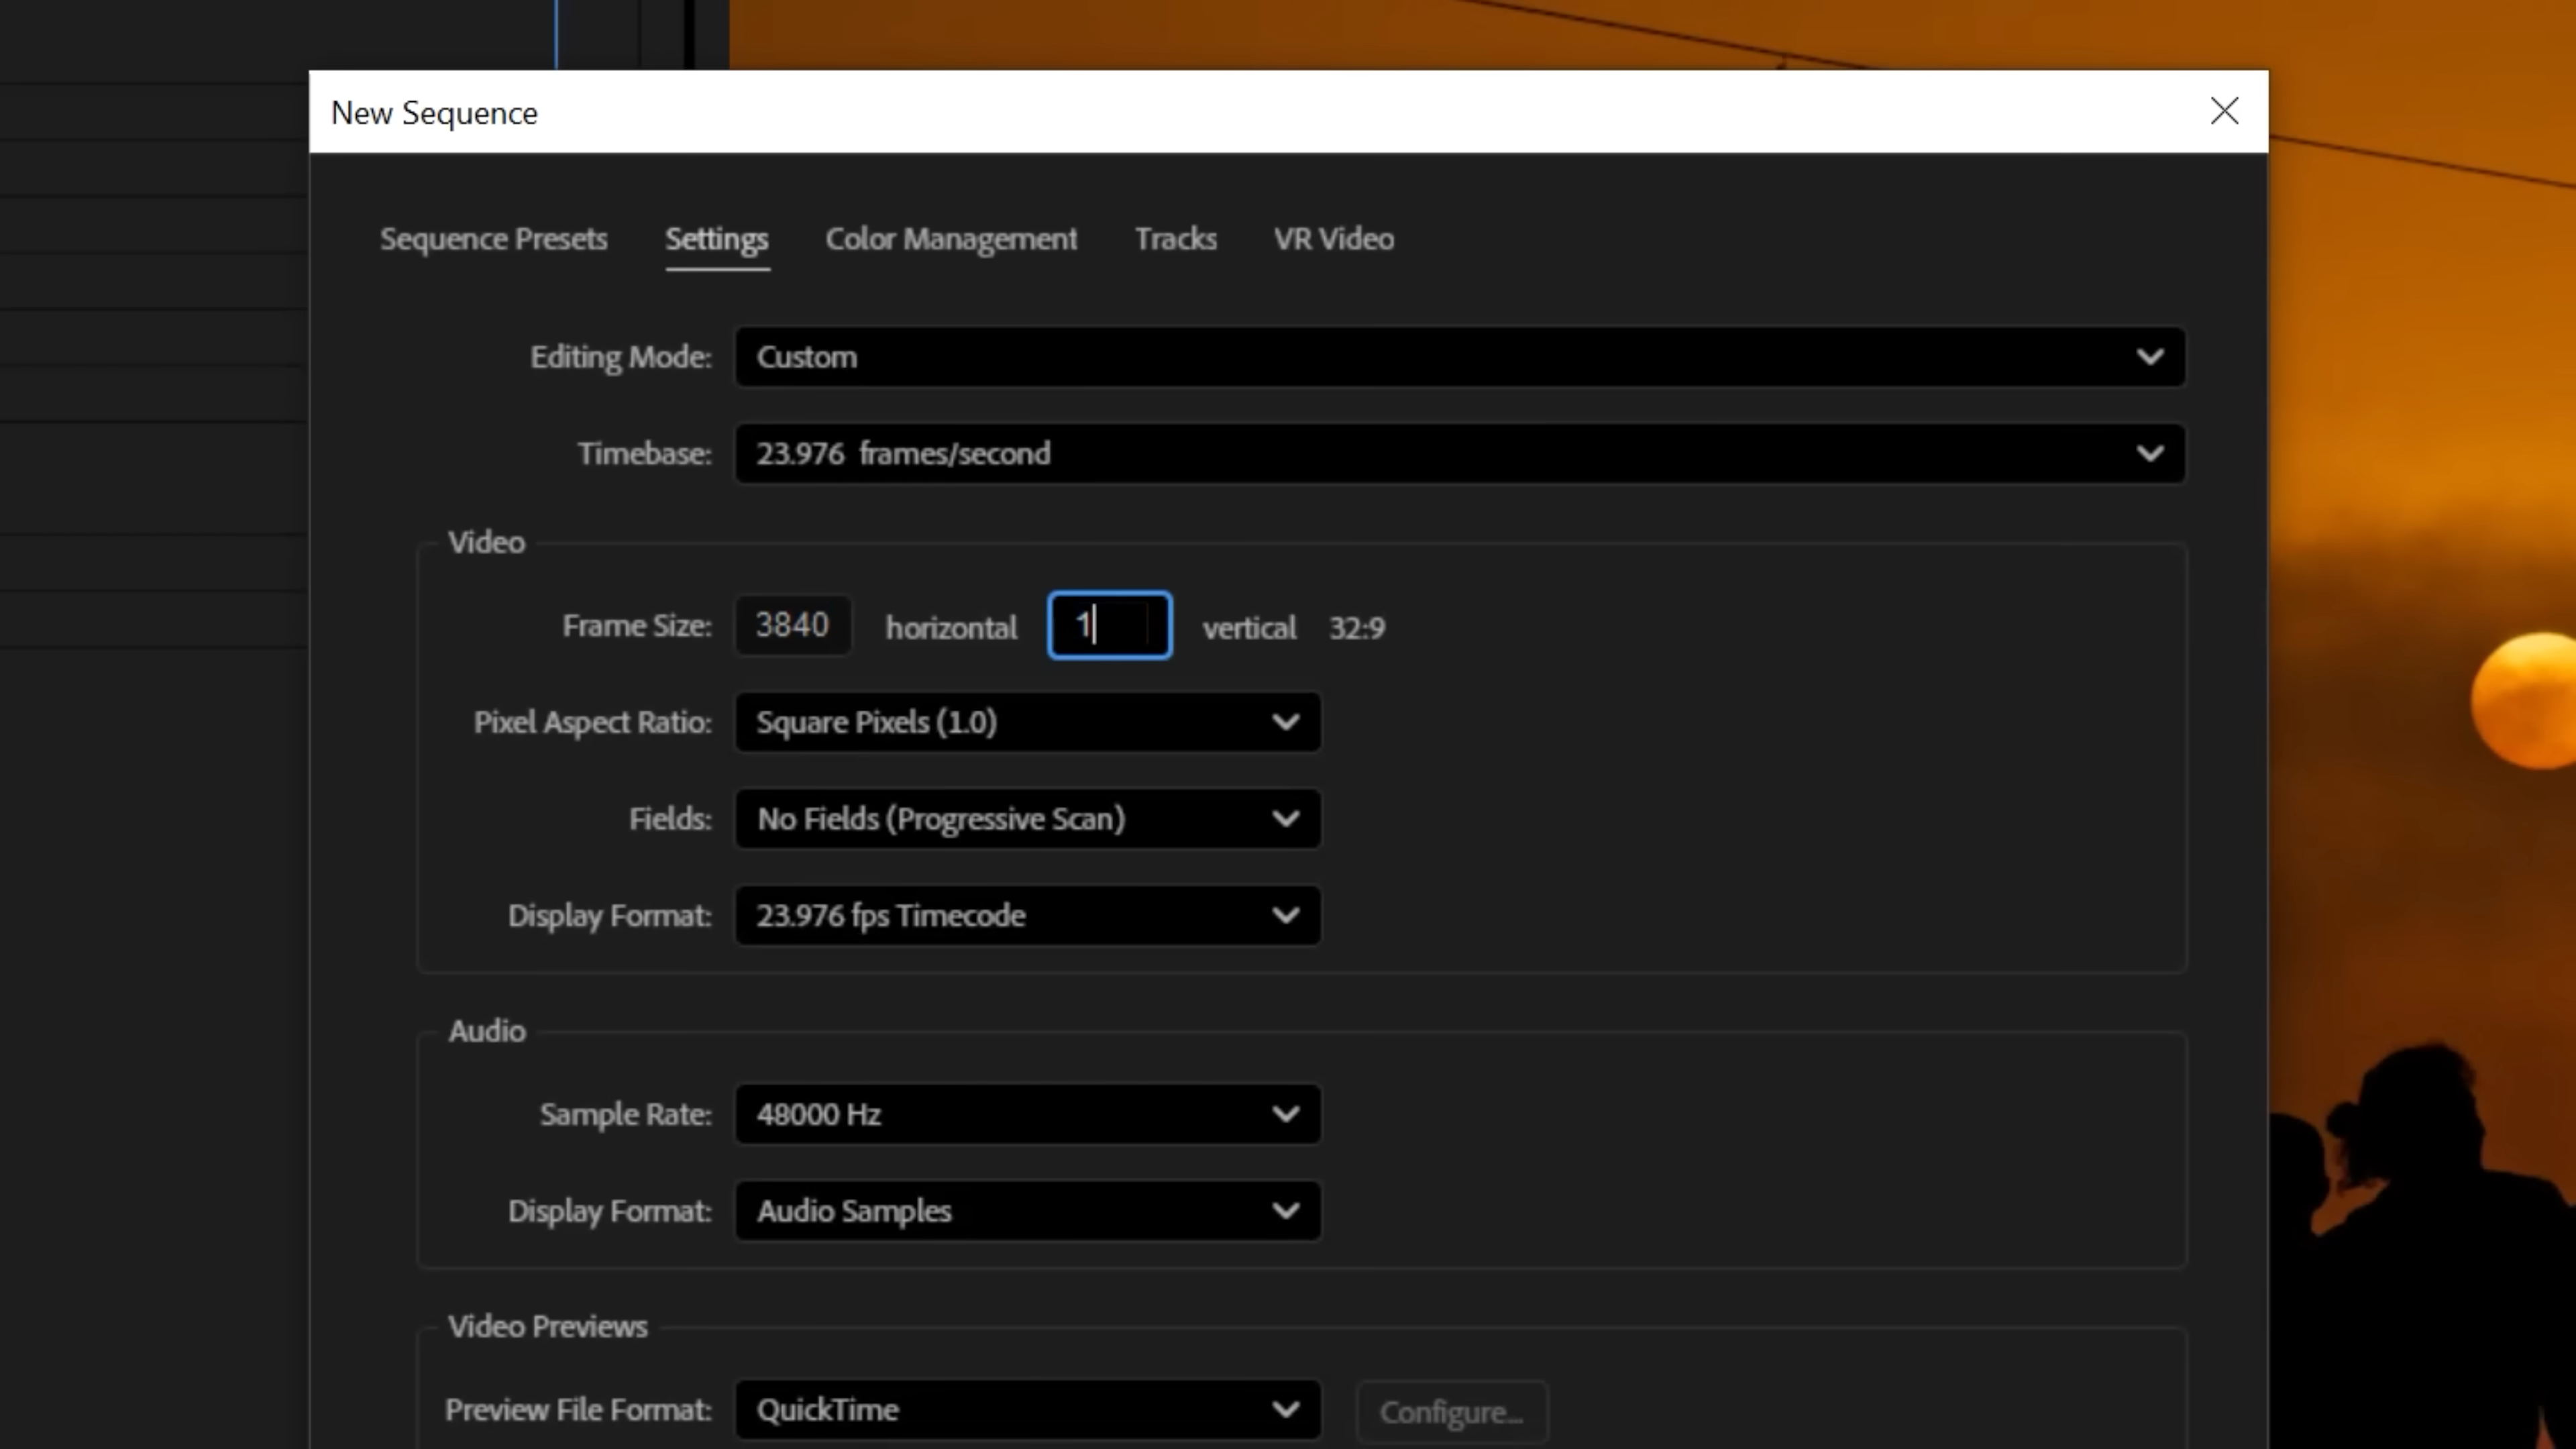 New Sequence
Sequence Presets Settings Color Management Tracks VR Video
Editing Mode: Custom
Timebase: 23.976 frames/second
Video
Frame Size: 3840 horizontal 1 vertical 32:9
Pixel Aspect Ratio: Square Pixels (1.0)
Fields: No Fields (Progressive Scan)
Display Format: 23.976 fps Timecode
Audio
Sample Rate: 48000 Hz
Display Format: Audio Samples
Video Previews
Preview File Format: QuickTime Configure...